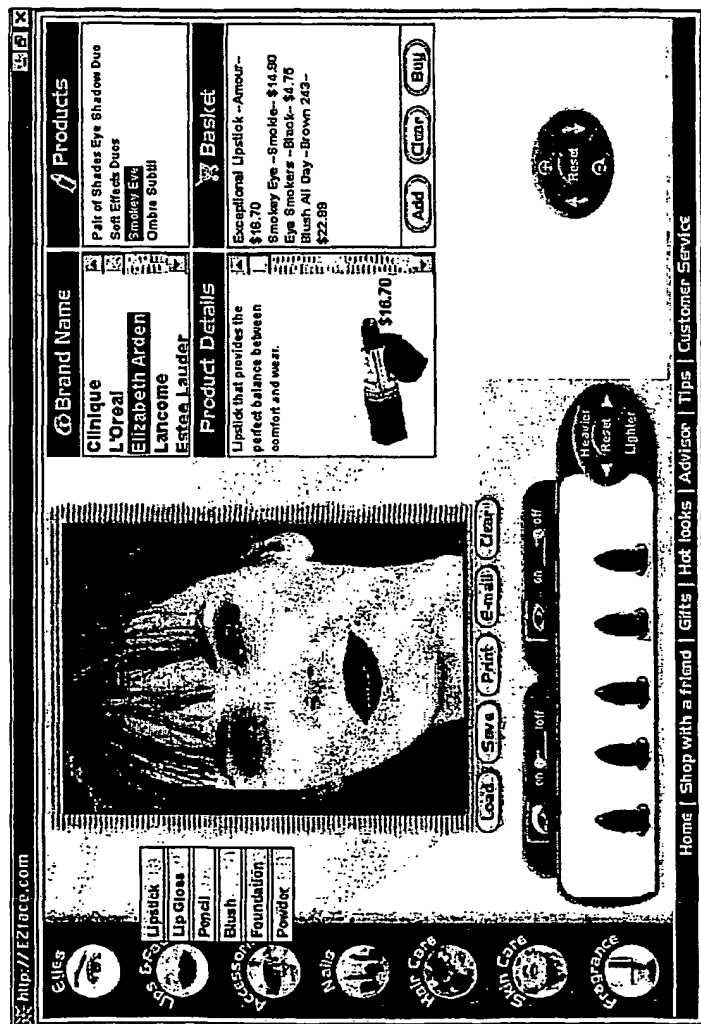 http://EZface.com
Eyes
Lips & Face
Accessory
Nails
Hair Care
Skin Care
Fragrance
Lipstick
Lip Gloss
Pencil
Blush
Foundation
Powder
Load
Save
Print
E-mail
Clear
on
off
on
off
Heavier
Reset
Lighter
Brand Name
Clinique
L'Oreal
Elizabeth Arden
Lancome
Estee Lauder
Products
Pair of Shades Eye Shadow Duo
Soft Effects Duos
Smokey Eye
Ombre Subtil
Product Details
Lipstick that provides the
perfect balance between
comfort and wear.
$16.70
Basket
Exceptional Lipstick --Amour--
$16.70
Smokey Eye --Smokie-- $14.90
Eye Smokers --Black-- $4.75
Blush All Day --Brown 243--
$22.99
Add
Clear
Buy
Reset
Home | Shop with a friend | Gifts | Hot looks | Advisor | Tips | Customer Service